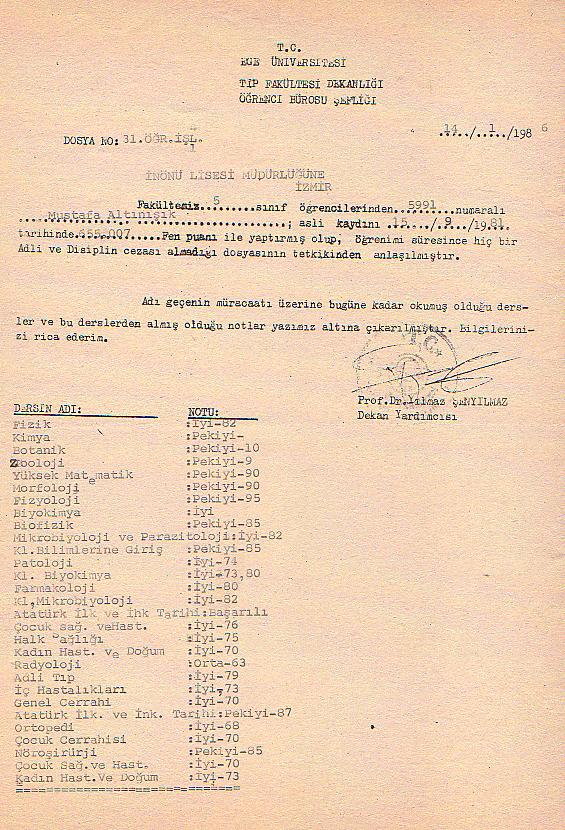 T.C.
EGE ÜNİVERSİTESİ
TIP FAKÜLTESİ DEKANLIĞI
ÖĞRENCİ BÜROSU ŞEFLİĞİ
.14../..1../198 6
DOSYA NO: 31.ÖĞR.İŞL.
İNÖNÜ LİSESİ MÜDÜRLÜĞÜNE
İZMİR
Fakültemiz..5......sınıf öğrencilerinden..5991..numaralı
....Mustafa Altınışık....................; asli kaydını .15.../.9../19.81.
tarihinde.655.007....Fen puanı ile yaptırmış olup, öğrenimi süresince hiç bir
Adli ve Disiplin cezası almadığı dosyasının tetkikinden anlaşılmıştır.
Adı geçenin müracaatı üzerine bugüne kadar okumuş olduğu ders-
ler ve bu derslerden almış olduğu notlar yazımız altına çıkarılmıştır. Bilgilerini-
zi rica ederim.
T.C.
Prof.Dr.Yılmaz ŞENYILMAZ
Dekan Yardımcısı
DERSİN ADI: NOTU:
Fizik :İyi-82
Kimya :Pekiyi-
Botanik :Pekiyi-10
Zooloji :Pekiyi-9
Yüksek Matematik :Pekiyi-90
Morfoloji :Pekiyi-90
Fizyoloji :Pekiyi-95
Biyokimya :İyi
Biofizik :Pekiyi-85
Mikrobiyoloji ve Parazitoloji:İyi-82
Kl.Bilimlerine Giriş :Pekiyi-85
Patoloji :İyi-74
Kl. Biyokimya :İyi-73,80
Farmakoloji :İyi-80
Kl,Mikrobiyoloji :İyi-82
Atatürk İlk ve İnk Tarihi:Başarılı
Çocuk Sağ. veHast. :İyi-76
Halk Sağlığı :İyi-75
Kadın Hast. ve Doğum :İyi-70
Radyoloji :Orta-63
Adli Tıp :İyi-79
İç Hastalıkları :İyi,73
Genel Cerrahi :İyi-70
Atatürk İlk. ve İnk. Tarihi:Pekiyi-87
Ortopedi :İyi-68
Çocuk Cerrahisi :İyi-70
Nöroşirürji :Pekiyi-85
Çocuk Sağ.ve Hast. :İyi-70
Kadın Hast.Ve Doğum :İyi-73